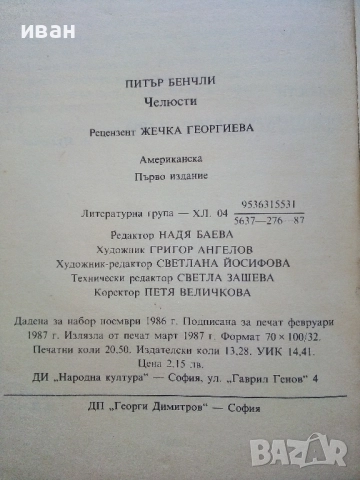 иван
ПИТЪР БЕНЧЛИ
Челюсти
Рецензент ЖЕЧКА ГЕОРГИЕВА
Американска
Първо издание
Литературна група — ХЛ. 04 9536315531
5637—276—87
Редактор НАДЯ БАЕВА
Художник ГРИГОР АНГЕЛОВ
Художник-редактор СВЕТЛАНА ЙОСИФОВА
Технически редактор СВЕТЛА ЗАШЕВА
Коректор ПЕТЯ ВЕЛИЧКОВА
Дадена за набор ноември 1986 г. Подписана за печат февруари
1987 г. Излязла от печат март 1987 г. Формат 70×100/32.
Печатни коли 20,50. Издателски коли 13,28. УИК 14,41.
Цена 2,15 лв.
ДИ „Народна култура" — София, ул. „Гаврил Генов" 4
ДП „Георги Димитров" — София
bazar.bg